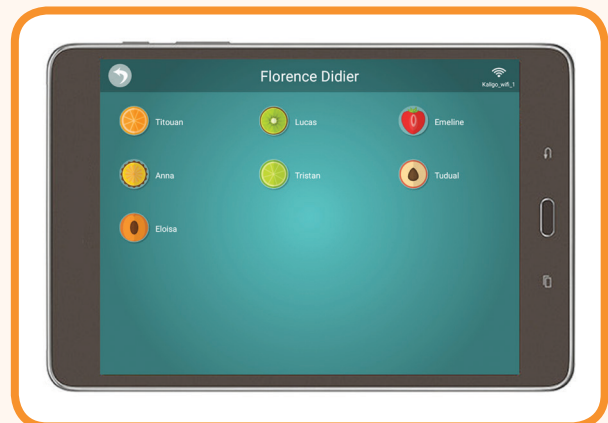 Florence Didier
Kaligo_wifi_1
Titouan
Lucas
Emeline
Anna
Tristan
Tudual
Eloisa